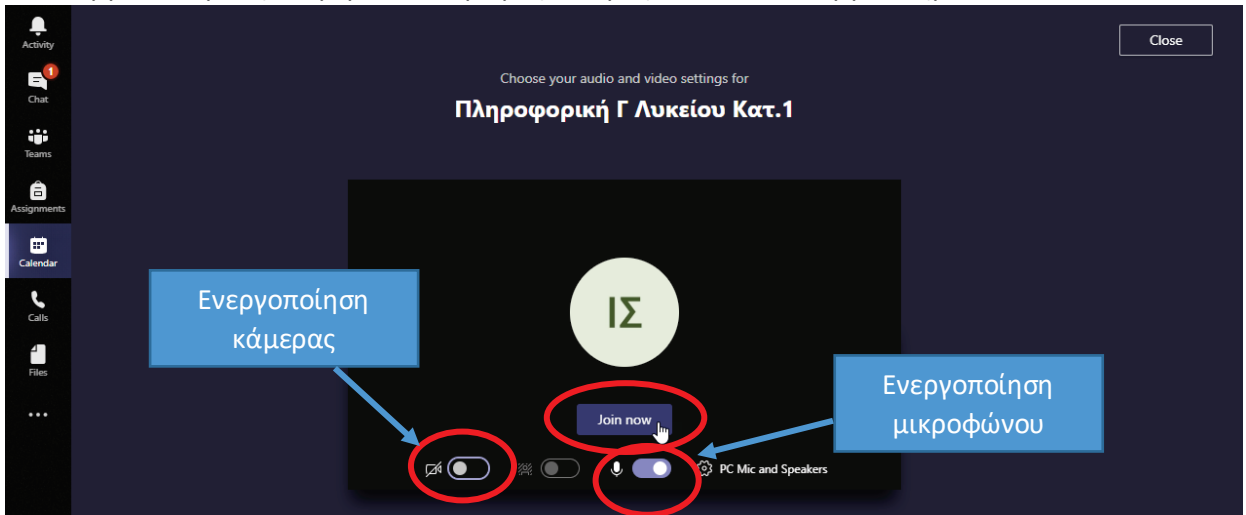 Close
Activity
1
Chat
Teams
Assignments
Calendar
Calls
Files
Choose your audio and video settings for
Πληροφορική Γ Λυκείου Κατ.1
Ενεργοποίηση
κάμερας
ΙΣ
Join now
Ενεργοποίηση
μικροφώνου
PC Mic and Speakers